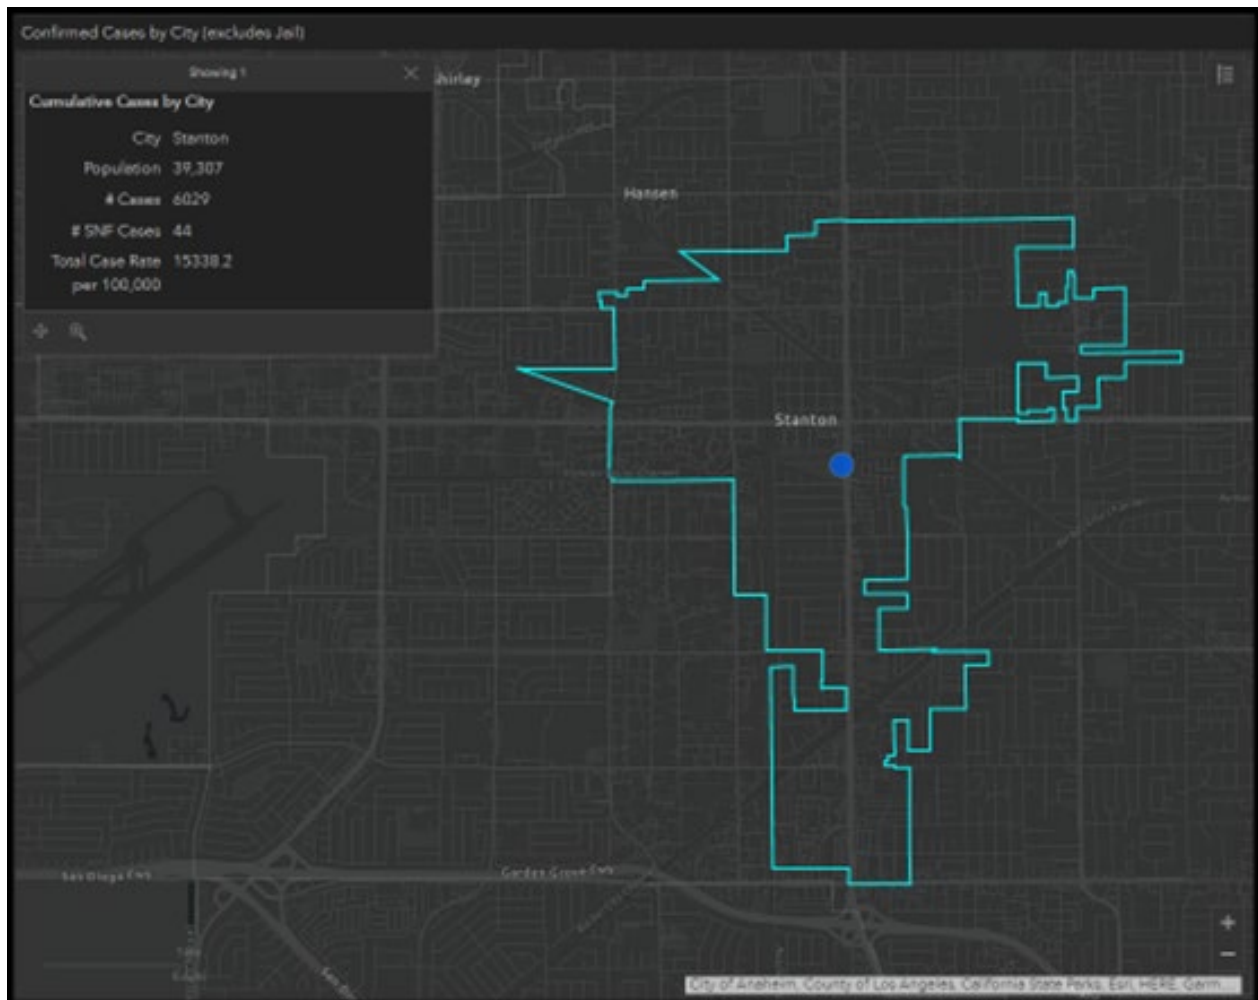 Confirmed Cases by City (excludes Jail)
Showing 1
Cumulative Cases by City
City Stanton
Population 39,307
# Cases 6029
# SNF Cases 44
Total Case Rate 15338.2
per 100,000
Hansen
Stanton
San Diego Fwy
Garden Grove Fwy
City of Anaheim, County of Los Angeles, California State Parks, Esri, HERE, Garm...